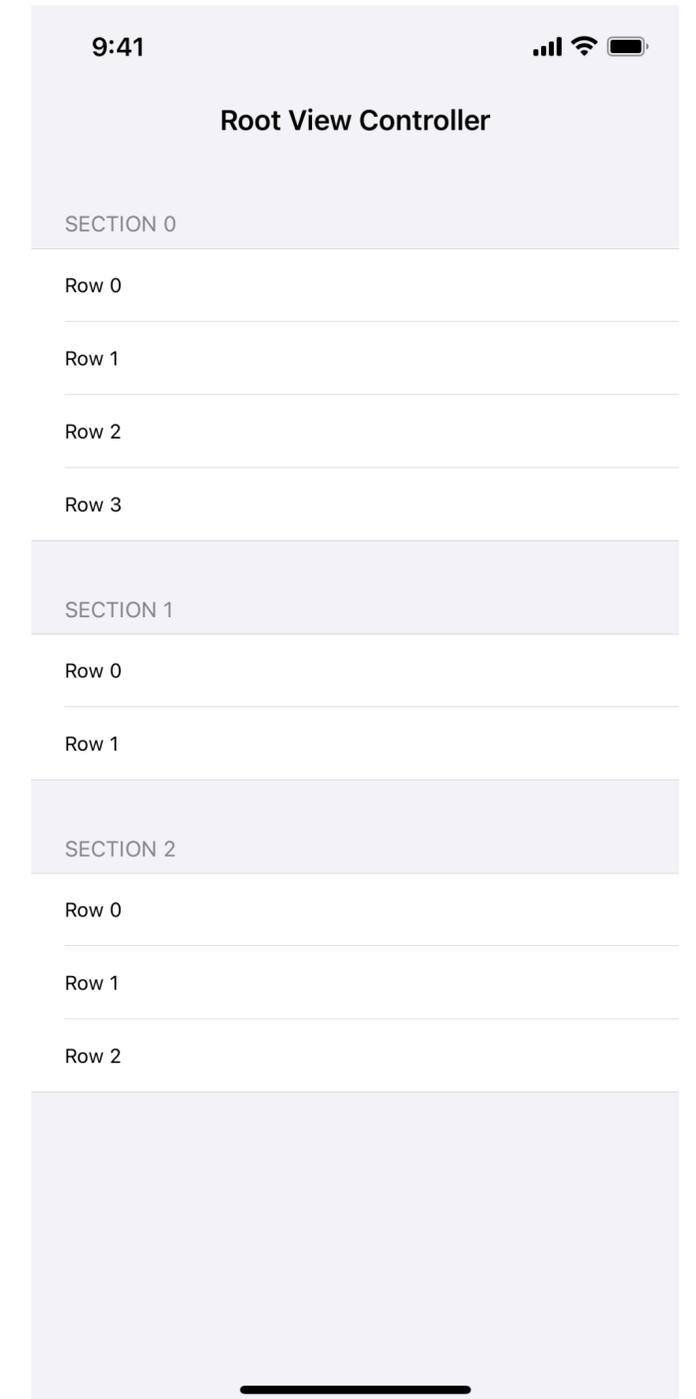 9:41
Root View Controller
SECTION 0
Row 0
Row 1
Row 2
Row 3
SECTION 1
Row 0
Row 1
SECTION 2
Row 0
Row 1
Row 2